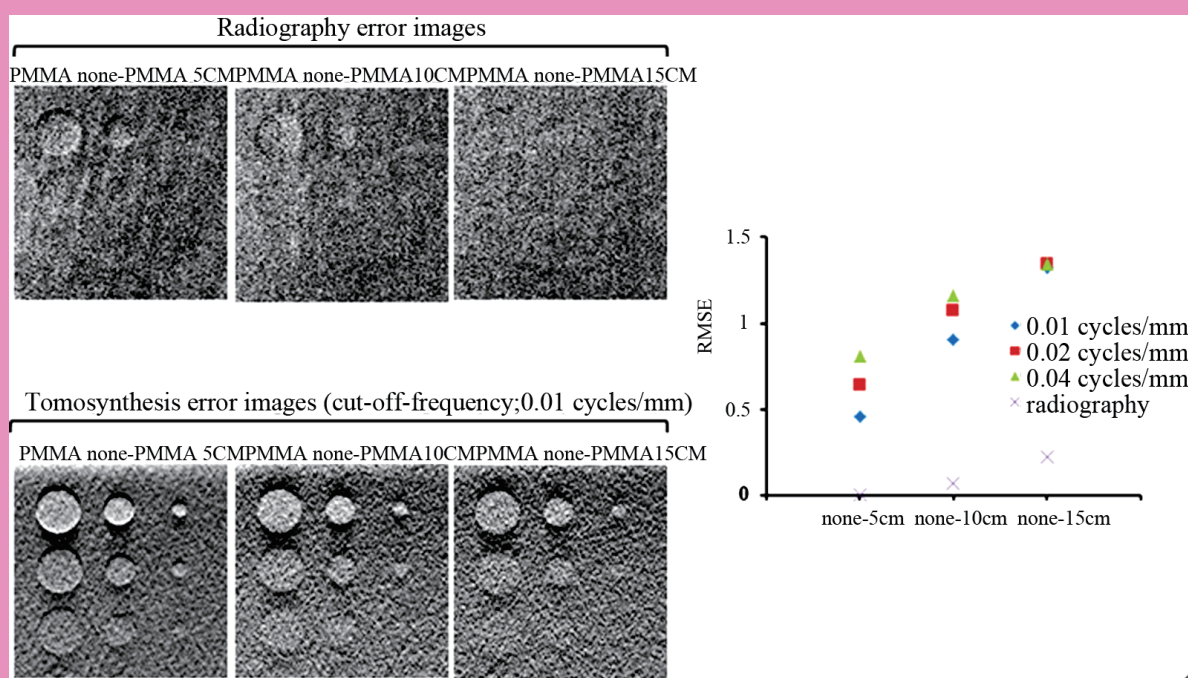 Radiography error images
PMMA none-PMMA 5CMPMMA none-PMMA10CMPMMA none-PMMA15CM
Tomosynthesis error images (cut-off-frequency;0.01 cycles/mm)
PMMA none-PMMA 5CMPMMA none-PMMA10CMPMMA none-PMMA15CM
RMSE
1.5
1
0.5
0
none-5cm none-10cm none-15cm
0.01 cycles/mm
0.02 cycles/mm
0.04 cycles/mm
radiography